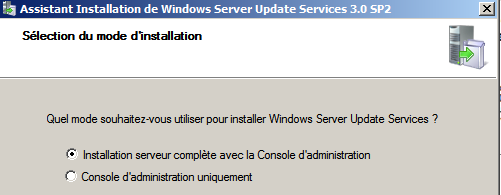 Assistant Installation de Windows Server Update Services 3.0 SP2
Sélection du mode d'installation
Quel mode souhaitez-vous utiliser pour installer Windows Server Update Services ?
Installation serveur complète avec la Console d'administration
Console d'administration uniquement